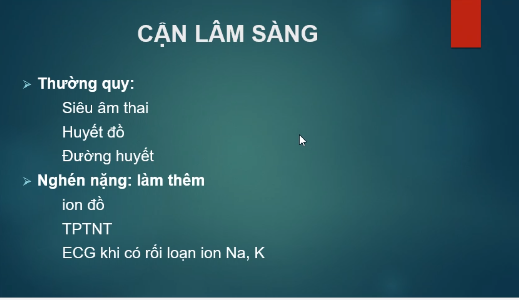 CẬN LÂM SÀNG
Thường quy:
Siêu âm thai
Huyết đồ
Đường huyết
Nghén nặng: làm thêm
ion đồ
TPTNT
ECG khi có rối loạn ion Na, K